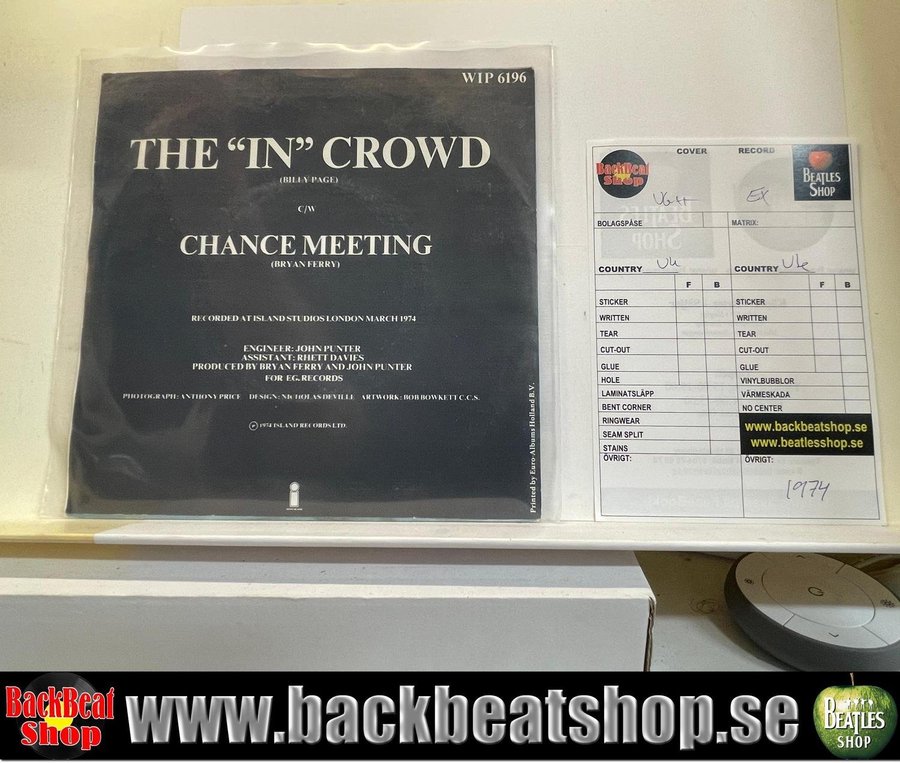 WIP 6196
THE “IN” CROWD
(BILLY PAGE)
C/W
CHANCE MEETING
(BRYAN FERRY)
RECORDED AT ISLAND STUDIOS LONDON MARCH 1974
ENGINEER: JOHN PUNTER
ASSISTANT: RHETT DAVIES
PRODUCED BY BRYAN FERRY AND JOHN PUNTER
FOR EG. RECORDS
PHOTOGRAPH: ANTHONY PRICE DESIGN: NICHOLAS DEVILLE ARTWORK: BOB BOWKETT C.C.S.
Ⓟ 1974 ISLAND RECORDS LTD.
Printed by Euro-Albums Holland B.V.
COVER RECORD
BackBeat
Shop
BEATLES
SHOP
VG++ EX
BOLAGSPÅSE MATRIX:
COUNTRY Uk COUNTRY Uk
F B F B
STICKER STICKER
WRITTEN WRITTEN
TEAR TEAR
CUT-OUT CUT-OUT
GLUE GLUE
HOLE VINYLBUBBLOR
LAMINATSLÄPP VÄRMESKADA
BENT CORNER NO CENTER
RINGWEAR
SEAM SPLIT
STAINS
www.backbeatshop.se
www.beatlesshop.se
ÖVRIGT: ÖVRIGT:
1974
BackBeat
Shop
www.backbeatshop.se
BEATLES
SHOP